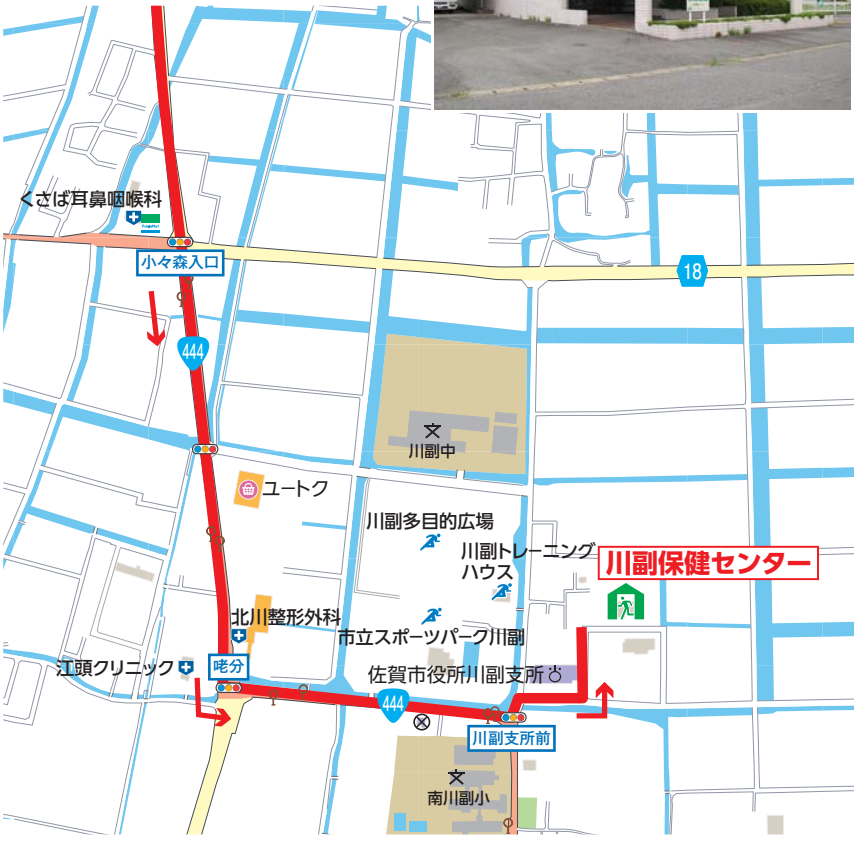 くさば耳鼻咽喉科
小々森入口
18
444
川副中
ユートク
川副多目的広場
川副トレーニング
ハウス
川副保健センター
北川整形外科
市立スポーツパーク川副
江頭クリニック
咾分
佐賀市役所川副支所
444
川副支所前
南川副小